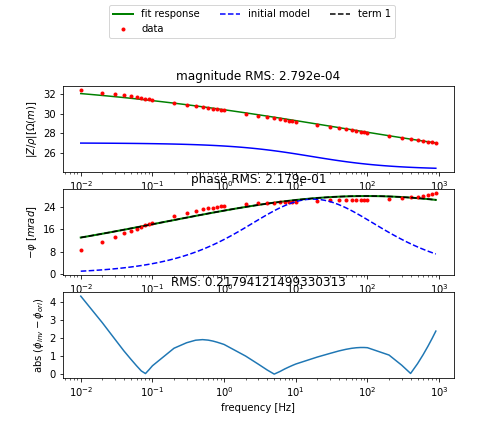 fit response
initial model
term 1
data
magnitude RMS: 2.792e-04
|Z/ρ|[Ω(m)]
32
30
28
26
10⁻² 10⁻¹ 10⁰ 10¹ 10² 10³
phase RMS: 2.179e-01
−φ [mrad]
24
16
8
0
10⁻² 10⁻¹ 10⁰ 10¹ 10² 10³
RMS: 0.21794121499330313
abs (ϕinv − ϕori)
4
3
2
1
0
10⁻² 10⁻¹ 10⁰ 10¹ 10² 10³
frequency [Hz]